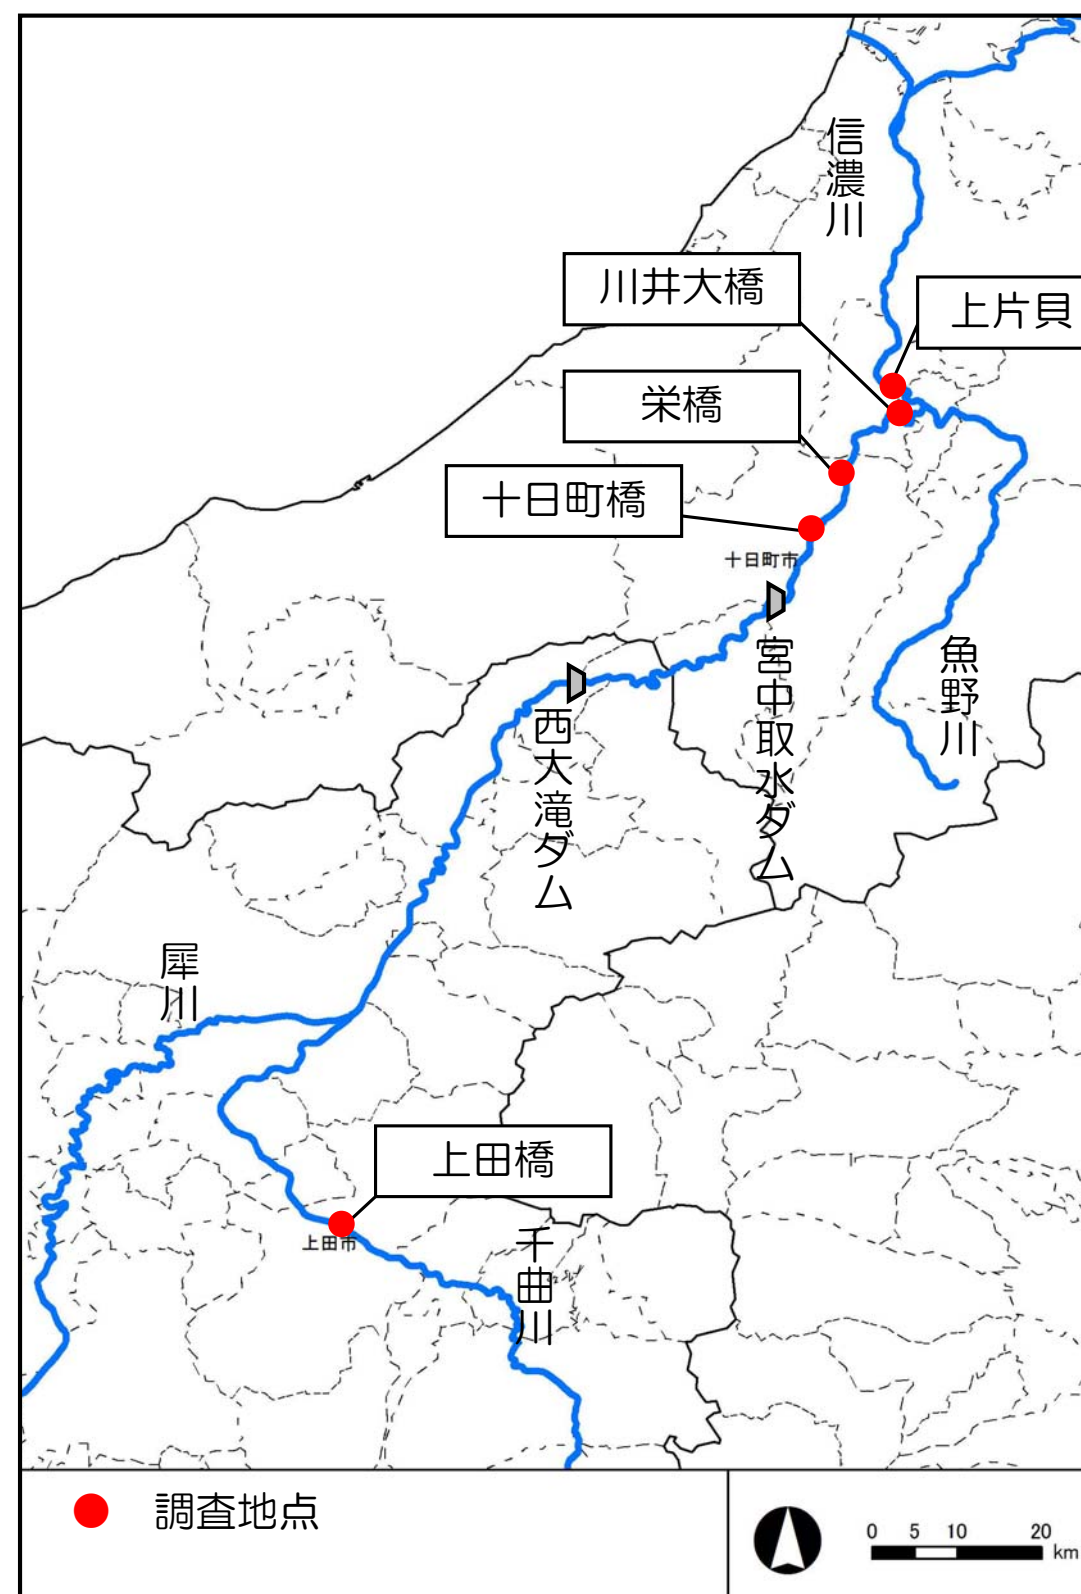 信濃川
川井大橋
上片貝
栄橋
十日町橋
十日町市
宮中取水ダム
魚野川
西大滝ダム
犀川
上田橋
上田市
千曲川
調査地点
0 5 10 20
km